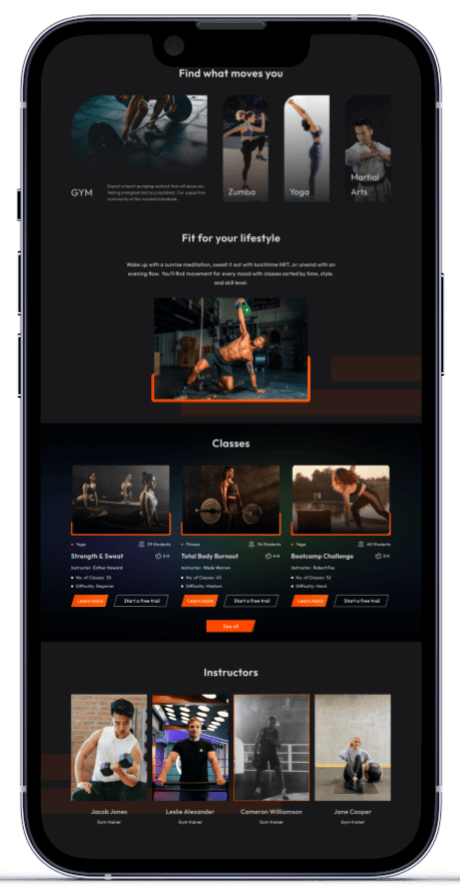 Find what moves you
GYM
Expect a heart-pumping workout that will leave you
feeling energized and accomplished. Our supportive
community of like-minded individuals.
Zumba
Yoga
Martial
Arts
Fit for your lifestyle
Wake up with a sunrise meditation, sweat it out with lunchtime HIIT, or unwind with an
evening flow. You'll find movement for every mood with classes sorted by time, style,
and skill level.
Classes
Yoga
Students
Strength & Sweat
2 H
Instructor: Esther Howard
No. of Classes: 30
Difficulty: Beginner
Learn more
Start a free trail
Fitness
Students
Total Body Burnout
4 H
Instructor: Wade Warren
No. of Classes:
Difficulty: Medium
Learn more
Start a free trail
Yoga
60 Students
Bootcamp Challenge
3 H
Instructor: Robert Fox
No. of Classes:
Difficulty: Hard
Learn more
Start a free trail
See all
Instructors
Jacob Jones
Gym trainer
Leslie Alexander
Gym trainer
Cameron Williamson
Gym trainer
Jane Cooper
Gym trainer